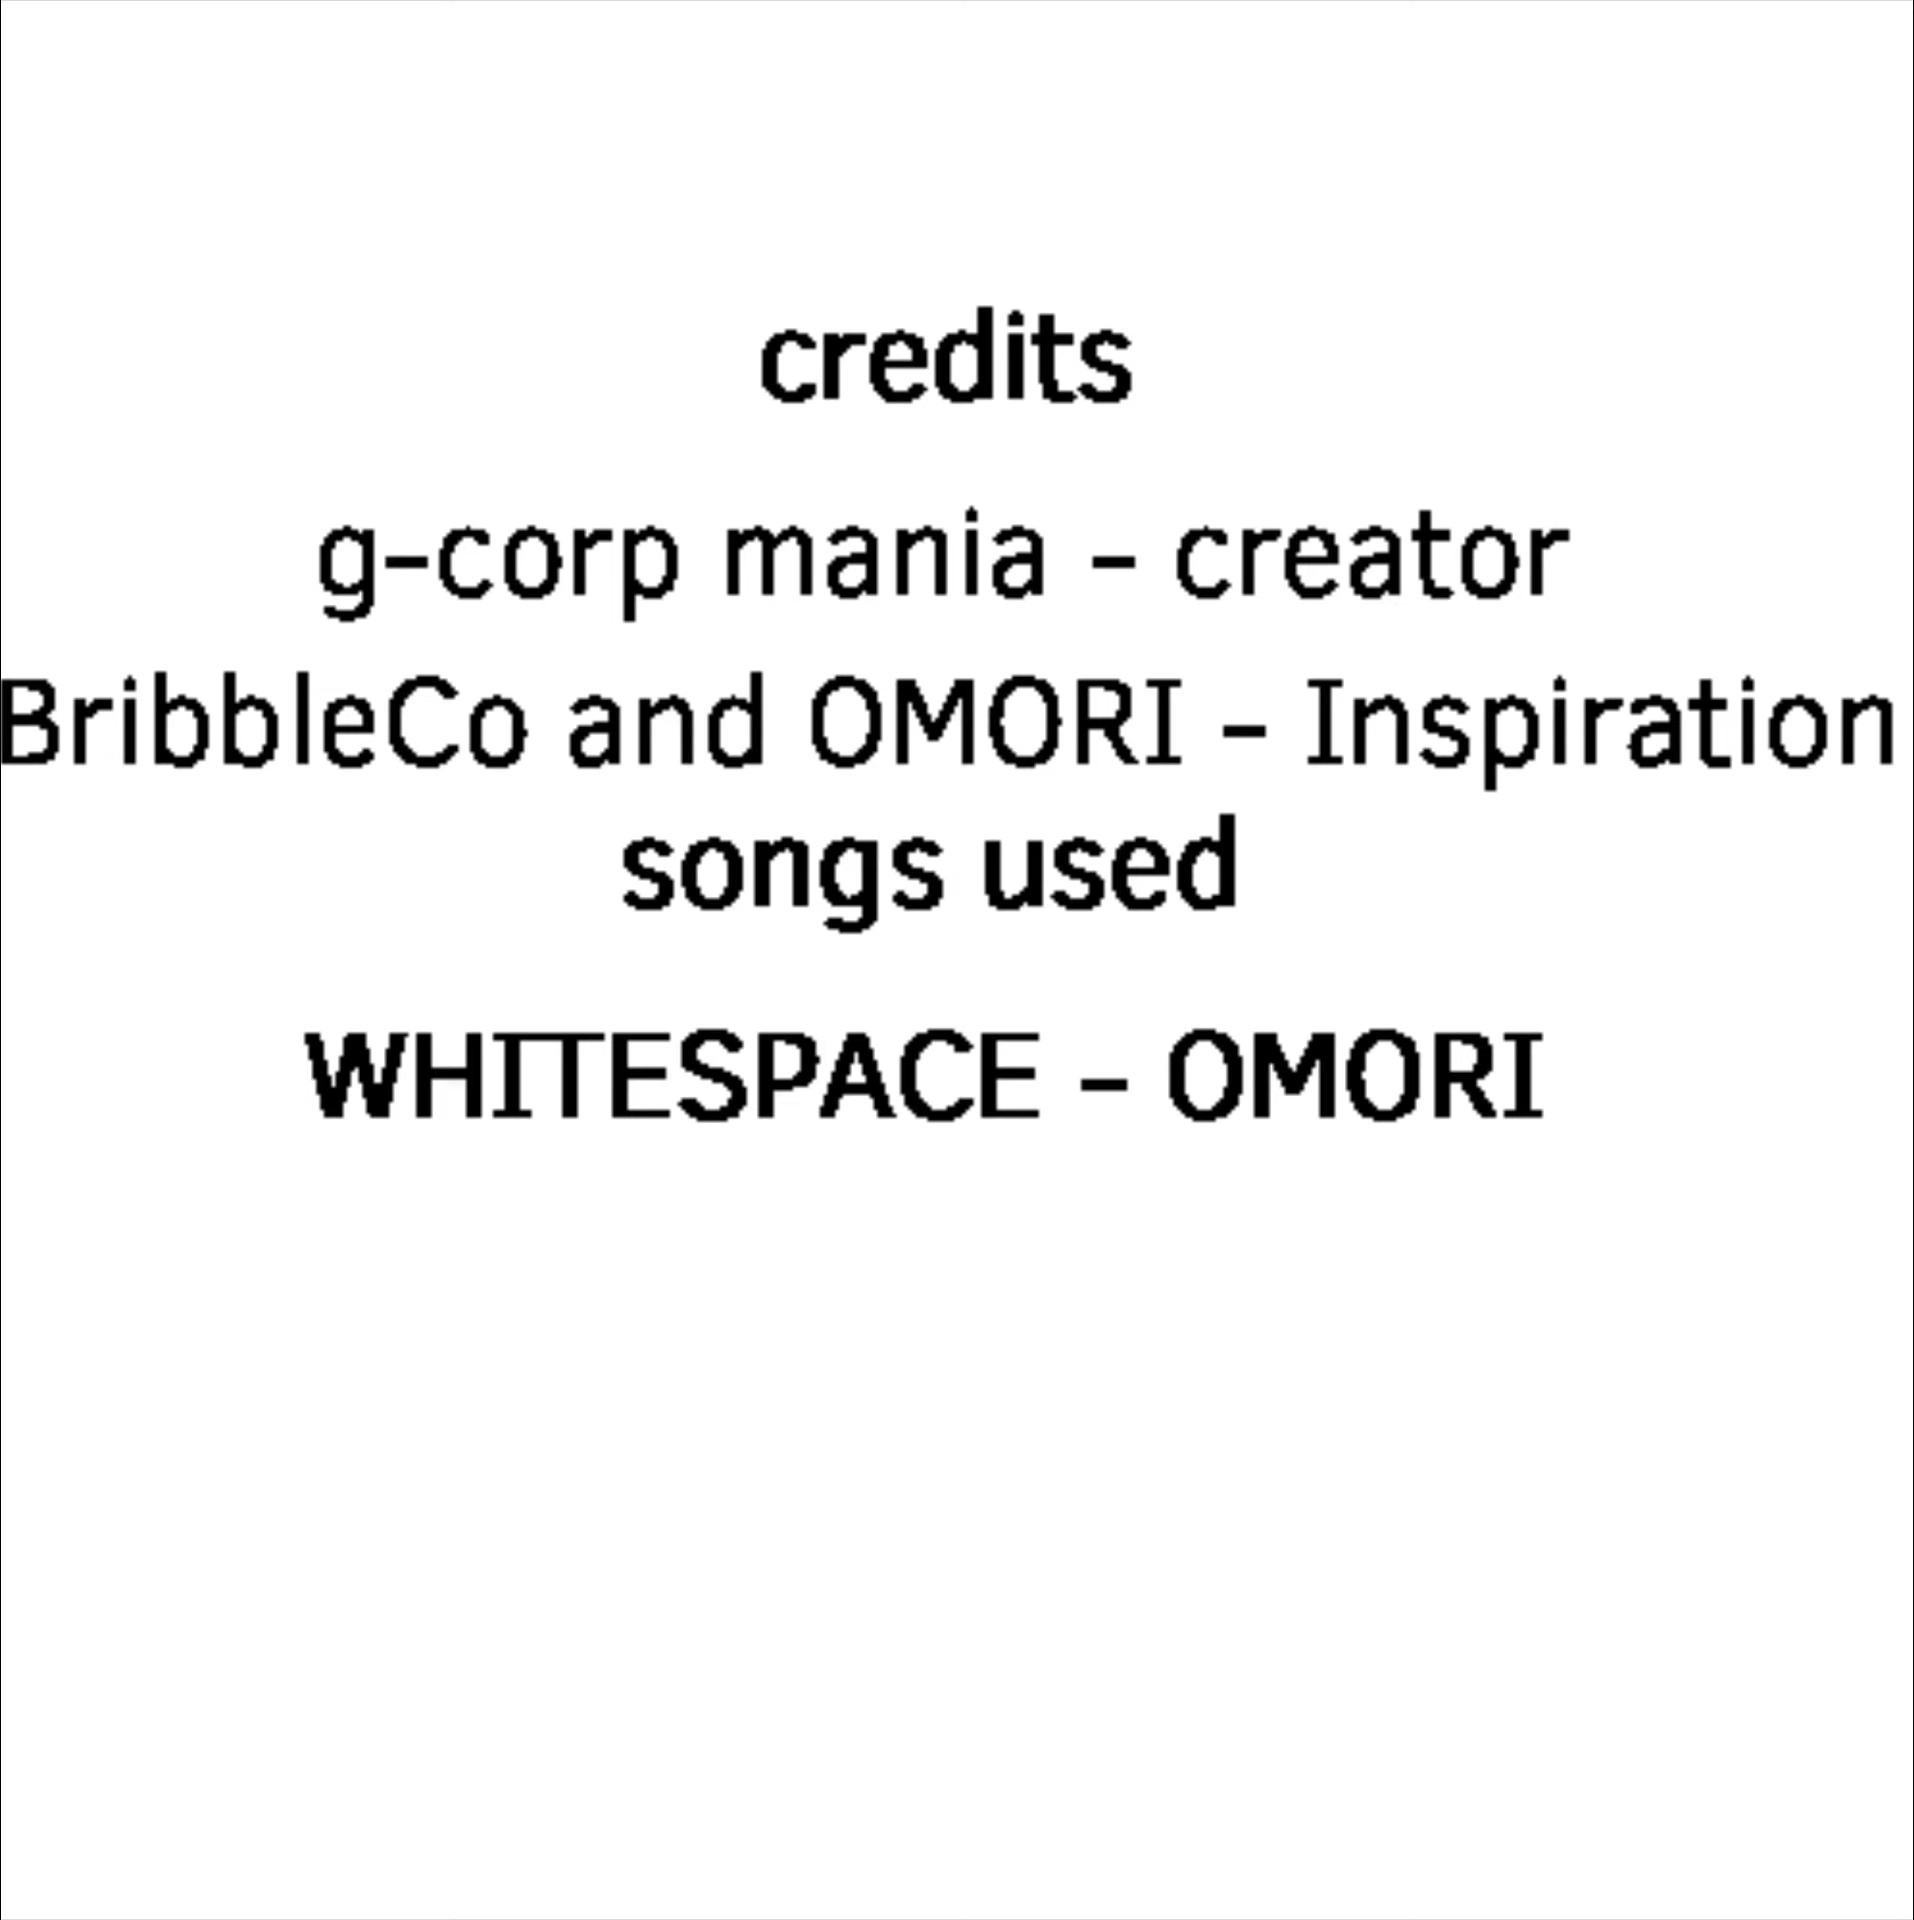 credits
g-corp mania - creator
BribbleCo and OMORI - Inspiration
songs used
WHITESPACE - OMORI